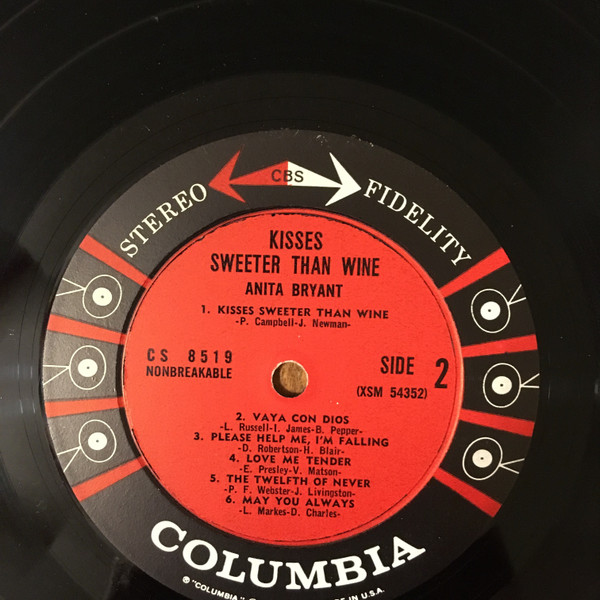 STEREO CBS FIDELITY
KISSES
SWEETER THAN WINE
ANITA BRYANT
1. KISSES SWEETER THAN WINE
-P. Campbell-J. Newman-
CS 8519
NONBREAKABLE
SIDE 2
(XSM 54352)
2. VAYA CON DIOS
-L. Russell-I. James-B. Pepper-
3. PLEASE HELP ME, I'M FALLING
-D. Robertson-H. Blair-
4. LOVE ME TENDER
-E. Presley-V. Matson-
5. THE TWELFTH OF NEVER
-P. F. Webster-J. Livingston-
6. MAY YOU ALWAYS
-L. Markes-D. Charles-
COLUMBIA
® "COLUMBIA," IN U.S.A.